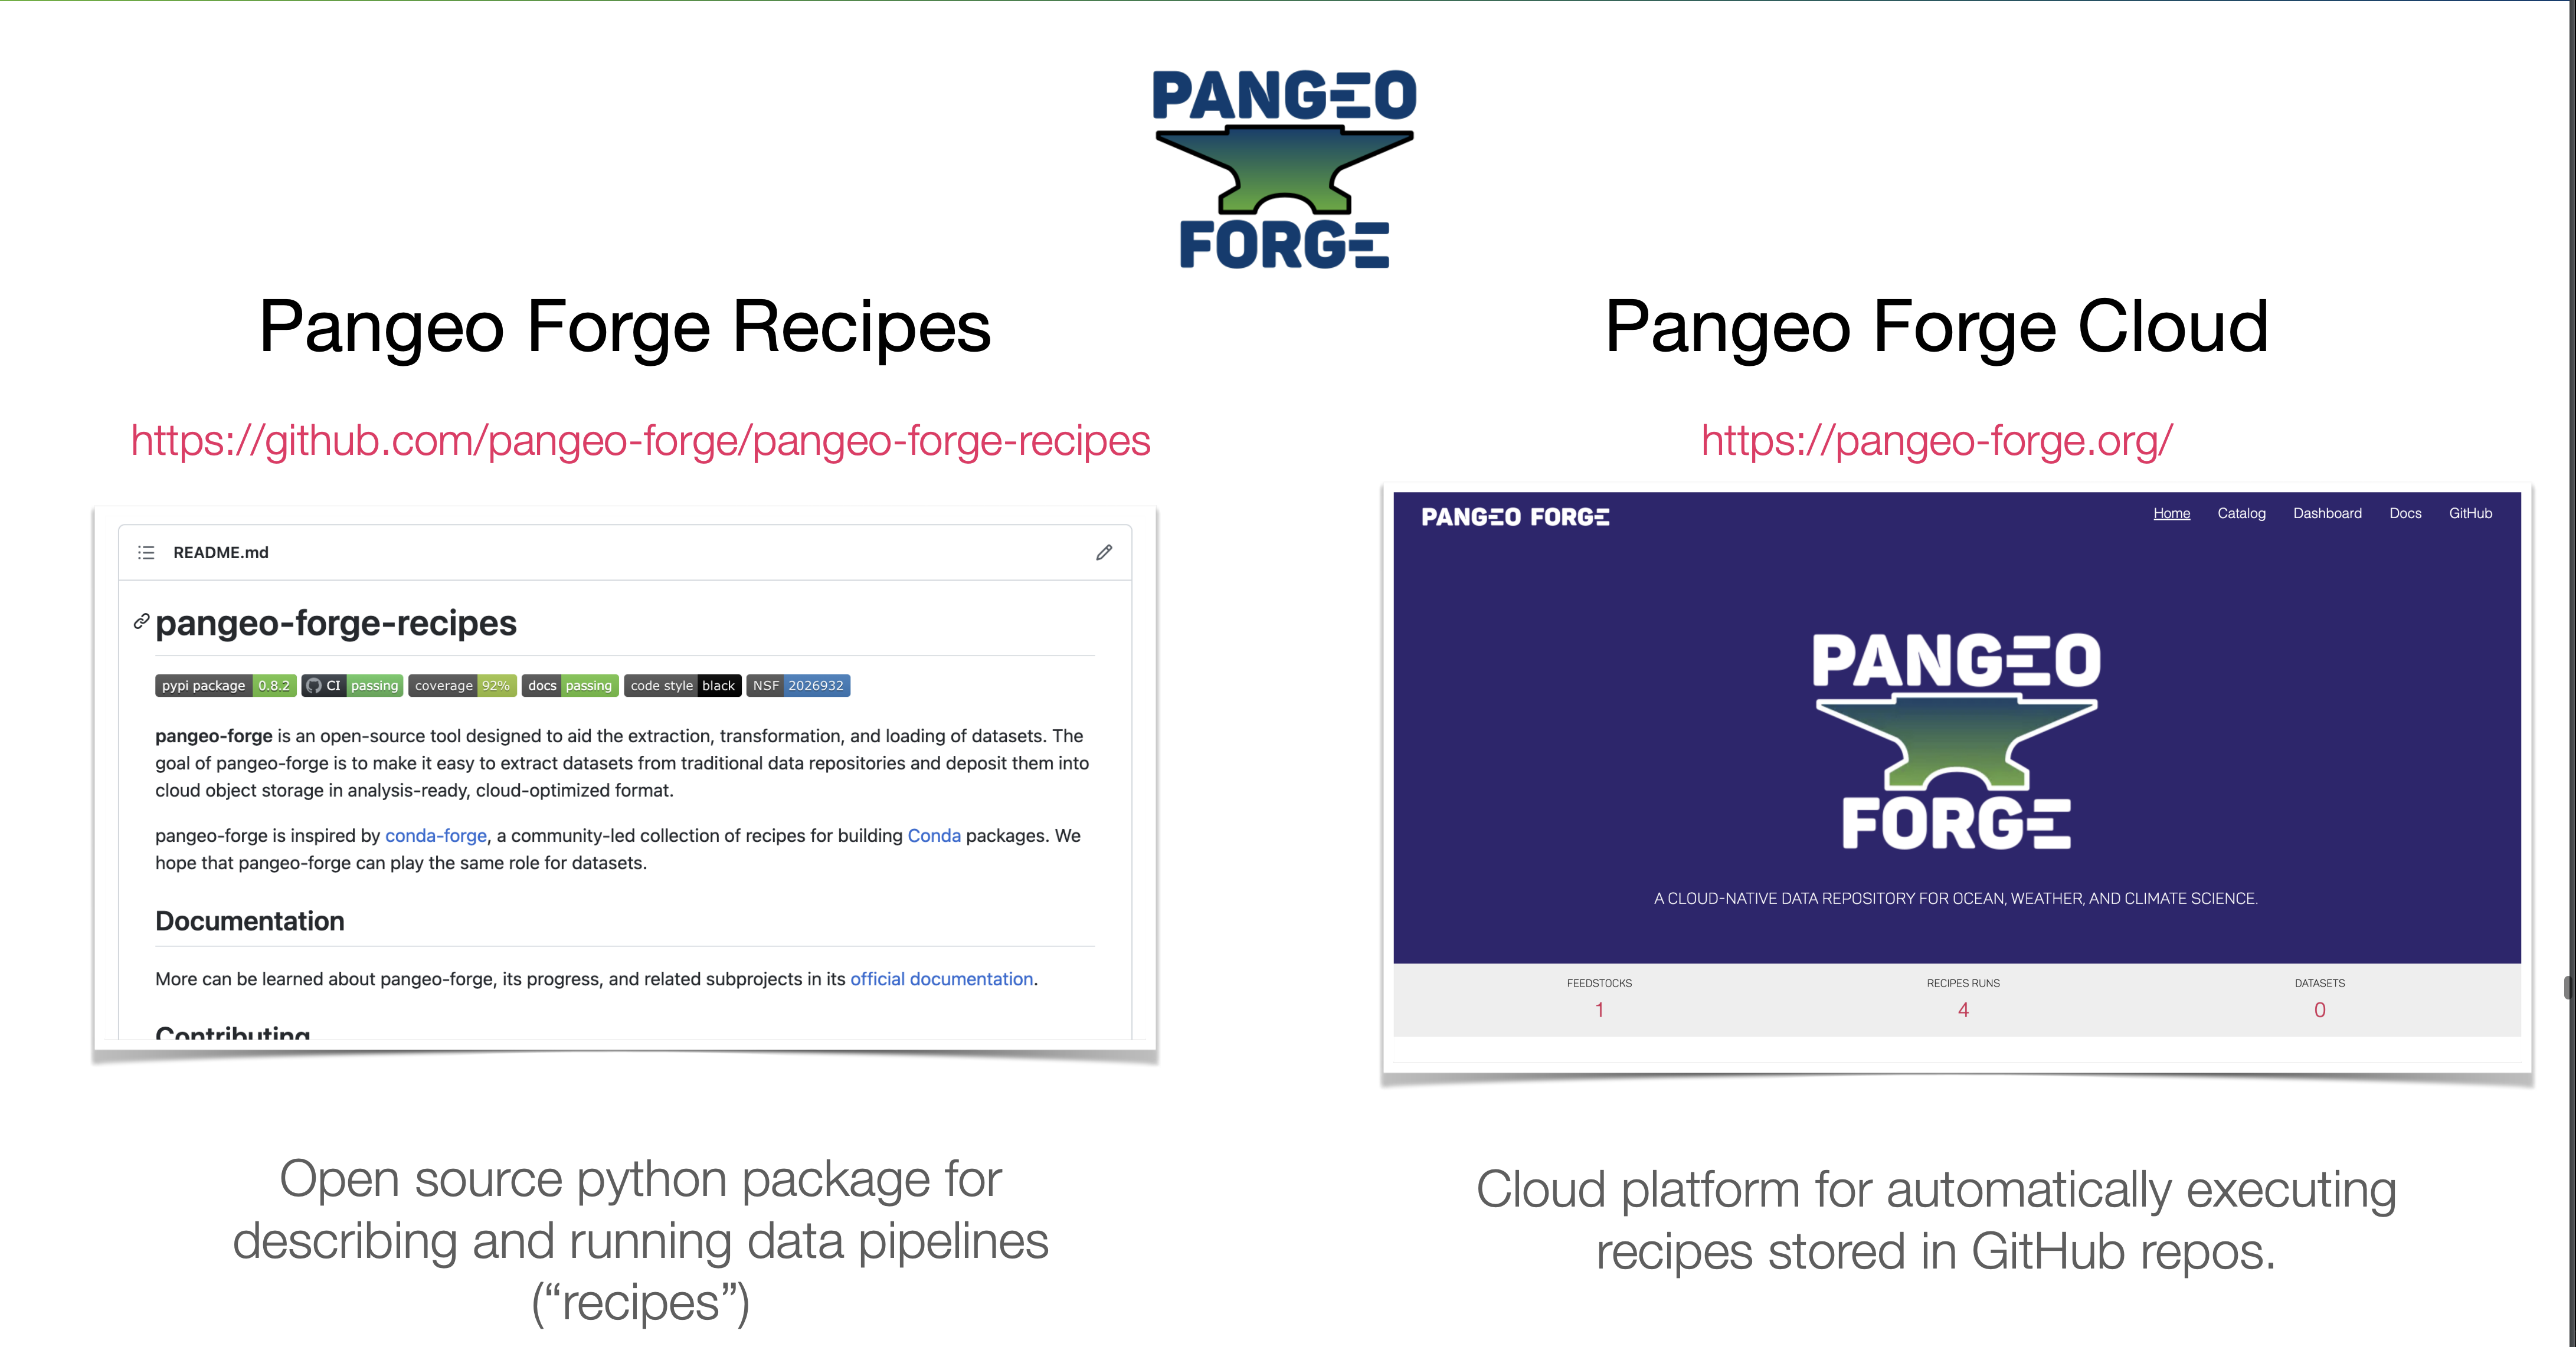 PANGEO
FORGE
Pangeo Forge Recipes
https://github.com/pangeo-forge/pangeo-forge-recipes
README.md
pangeo-forge-recipes
pypi package 0.8.2 CI passing coverage 92% docs passing code style black NSF 2026932
pangeo-forge is an open-source tool designed to aid the extraction, transformation, and loading of datasets. The
goal of pangeo-forge is to make it easy to extract datasets from traditional data repositories and deposit them into
cloud object storage in analysis-ready, cloud-optimized format.
pangeo-forge is inspired by conda-forge, a community-led collection of recipes for building Conda packages. We
hope that pangeo-forge can play the same role for datasets.
Documentation
More can be learned about pangeo-forge, its progress, and related subprojects in its official documentation.
Contributing
Open source python package for
describing and running data pipelines
(“recipes”)
Pangeo Forge Cloud
https://pangeo-forge.org/
PANGEO FORGE
Home Catalog Dashboard Docs GitHub
PANGEO
FORGE
A CLOUD-NATIVE DATA REPOSITORY FOR OCEAN, WEATHER, AND CLIMATE SCIENCE.
FEEDSTOCKS RECIPES RUNS DATASETS
1 4 0
Cloud platform for automatically executing
recipes stored in GitHub repos.